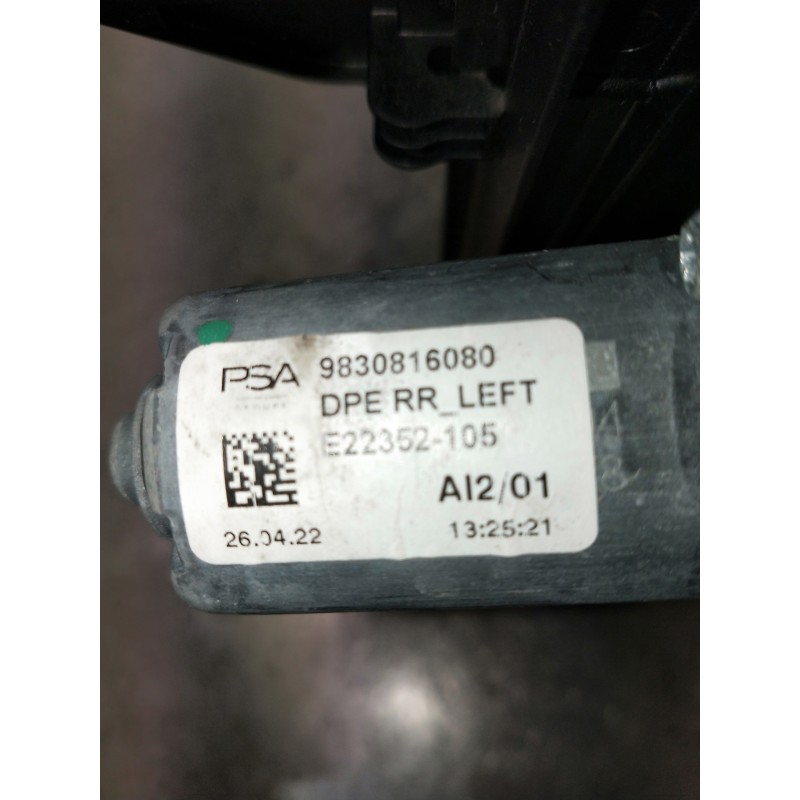 PSA 9830816080
DPE RR_LEFT
E22352-105
AI2/01
26.04.22 13:25:21